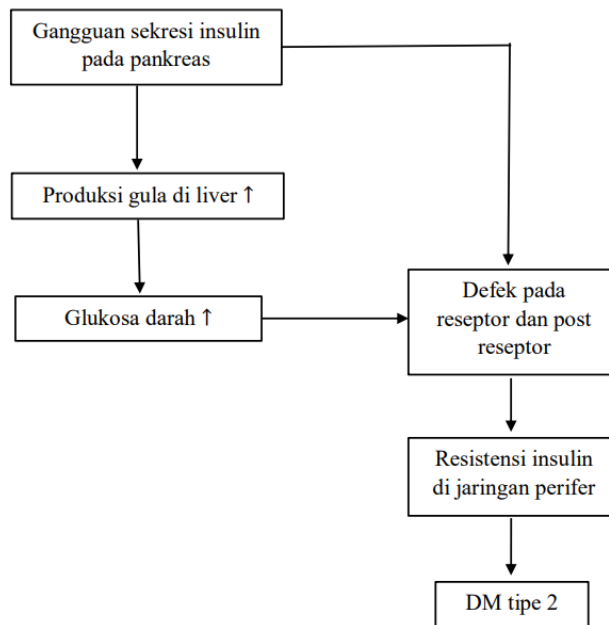 Gangguan sekresi insulin
pada pankreas
Produksi gula di liver ↑
Glukosa darah ↑
Defek pada
reseptor dan post
reseptor
Resistensi insulin
di jaringan perifer
DM tipe 2